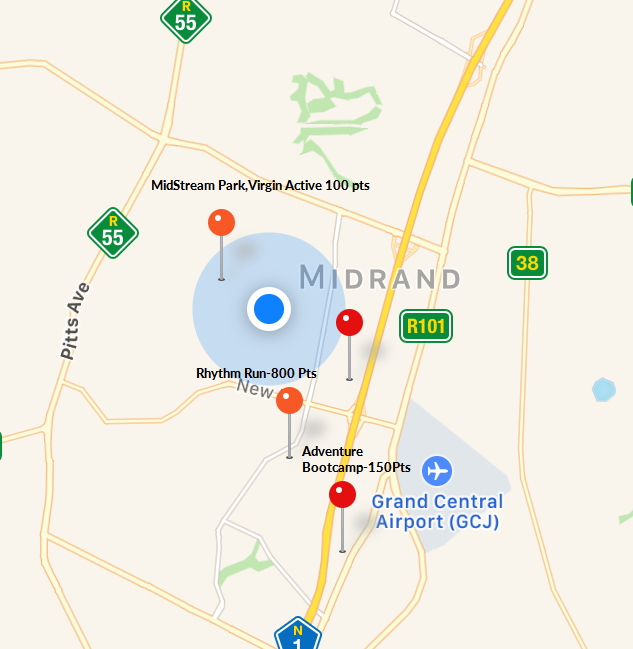 R
55
MidStream Park,Virgin Active 100 pts
R
55
38
MIDRAND
Pitts Ave
R101
Rhythm Run-800 Pts
New
Adventure
Bootcamp-150Pts
Grand Central
Airport (GCJ)
N
1